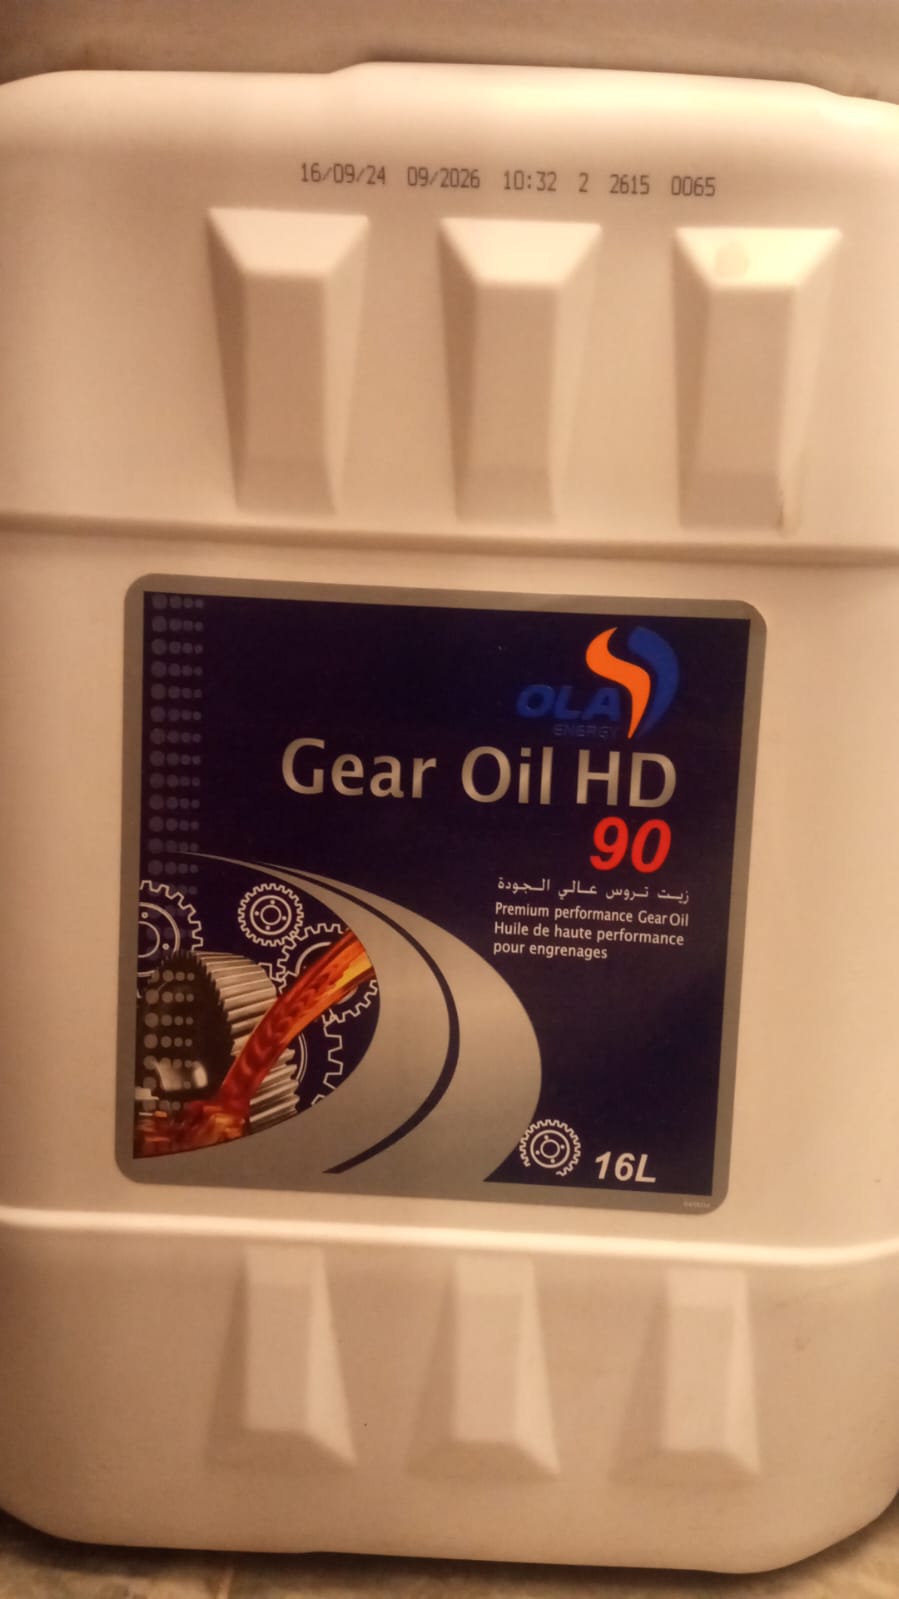 16/09/24 09/2026 10:32 2 2615 0065
OLA
ENERGY
Gear Oil HD
90
زيت تروس عالي الجودة
Premium performance Gear Oil
Huile de haute performance
pour engrenages
16L